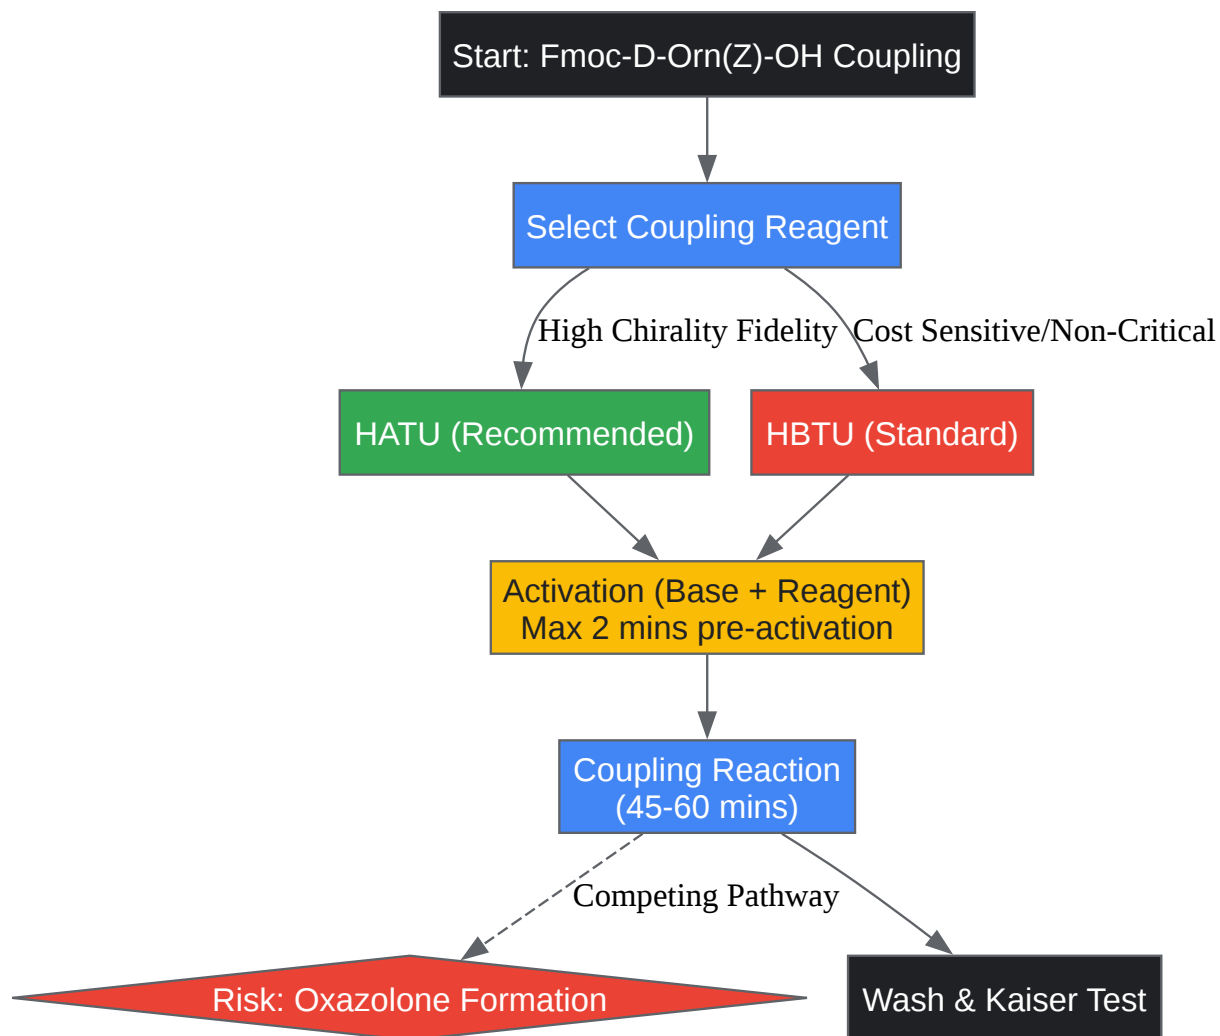 Start: Fmoc-D-Orn(Z)-OH Coupling
Select Coupling Reagent
High Chirality Fidelity
Cost Sensitive/Non-Critical
HATU (Recommended)
HBTU (Standard)
Activation (Base + Reagent)
Max 2 mins pre-activation
Coupling Reaction
(45-60 mins)
Competing Pathway
Risk: Oxazolone Formation
Wash & Kaiser Test